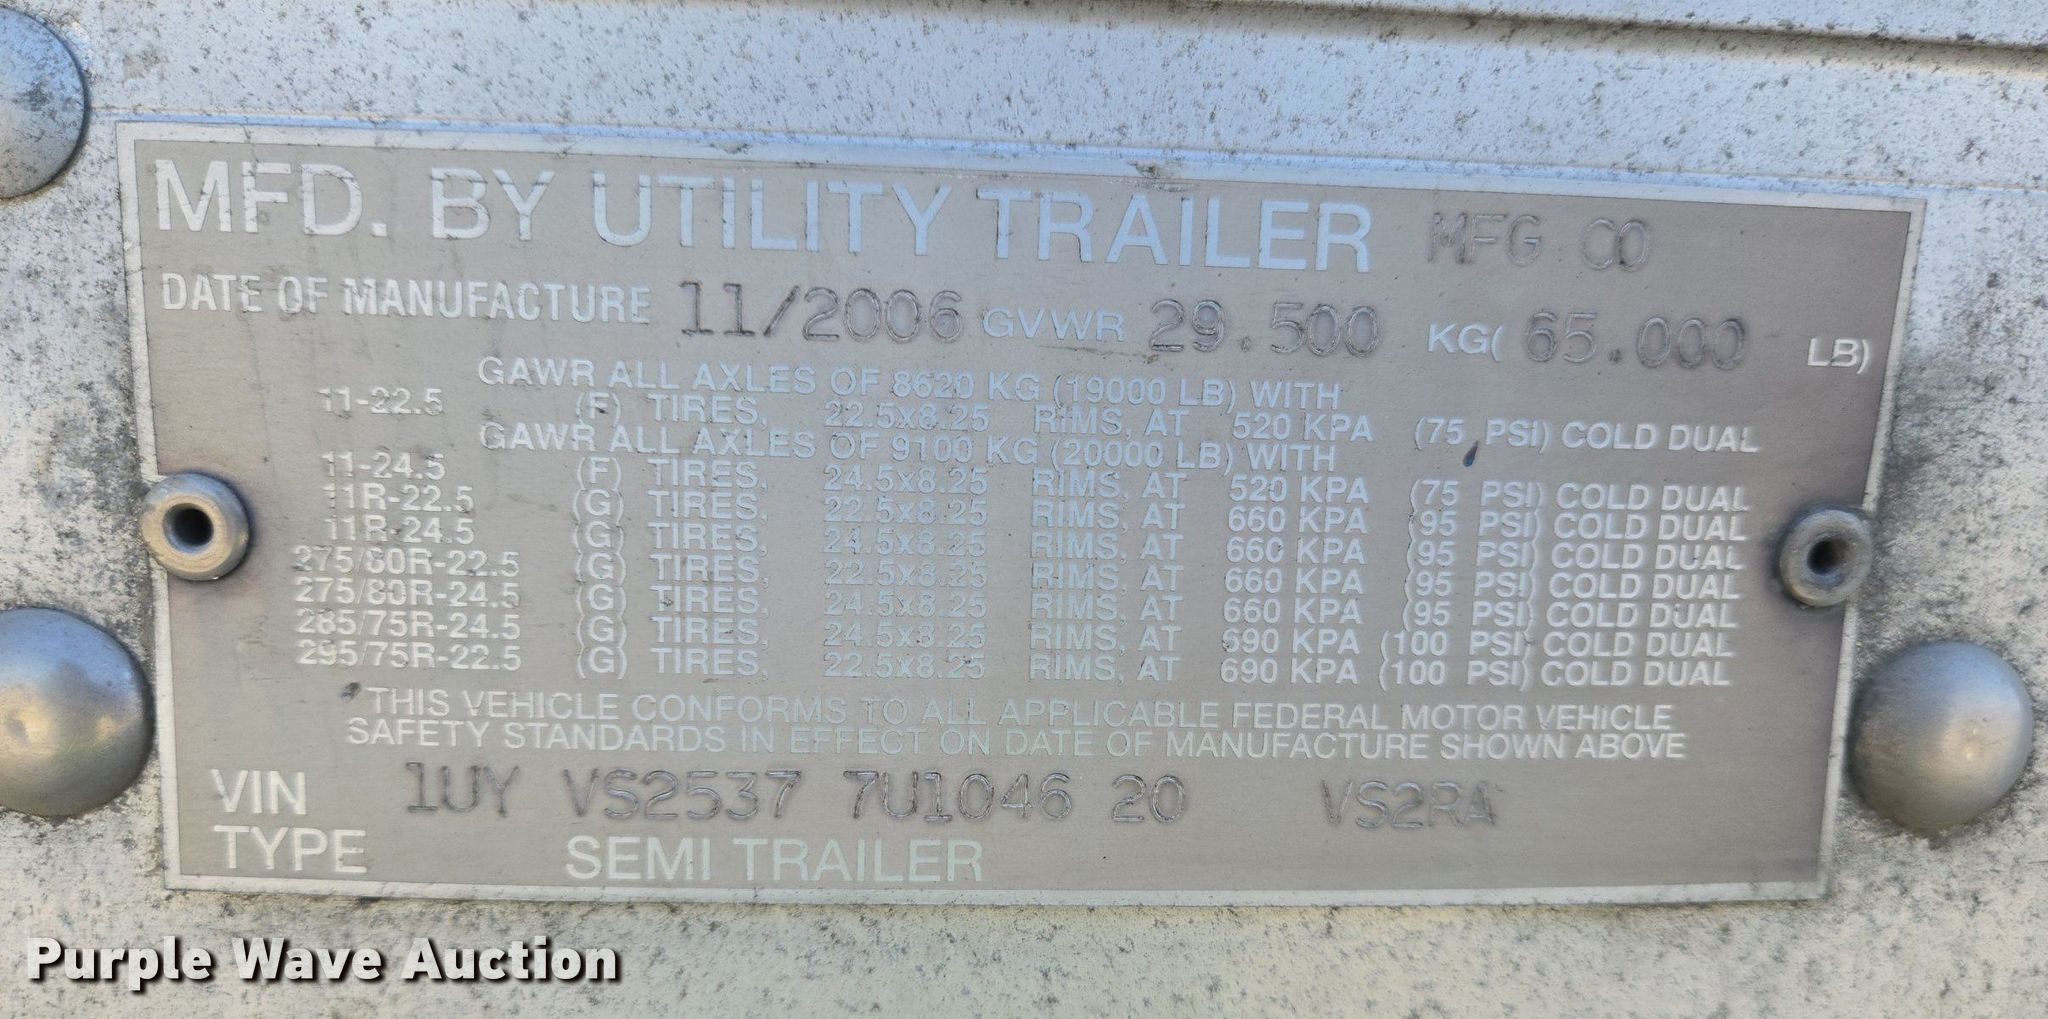 MFD. BY UTILITY TRAILER MFG CO
DATE OF MANUFACTURE 11/2006 GVWR 29.500 KG( 65.000 LB)
GAWR ALL AXLES OF 8620 KG (19000 LB) WITH
11-22.5 (F) TIRES, 22.5x8.25 RIMS, AT 520 KPA (75 PSI) COLD DUAL
GAWR ALL AXLES OF 9100 KG (20000 LB) WITH
11-24.5 (F) TIRES, 24.5x8.25 RIMS, AT 520 KPA (75 PSI) COLD DUAL
11R-22.5 (G) TIRES, 22.5x8.25 RIMS, AT 660 KPA (95 PSI) COLD DUAL
11R-24.5 (G) TIRES, 24.5x8.25 RIMS, AT 660 KPA (95 PSI) COLD DUAL
275/80R-22.5 (G) TIRES, 22.5x8.25 RIMS, AT 660 KPA (95 PSI) COLD DUAL
275/80R-24.5 (G) TIRES, 24.5x8.25 RIMS, AT 660 KPA (95 PSI) COLD DUAL
285/75R-24.5 (G) TIRES, 24.5x8.25 RIMS, AT 690 KPA (100 PSI) COLD DUAL
295/75R-22.5 (G) TIRES, 22.5x8.25 RIMS, AT 690 KPA (100 PSI) COLD DUAL
THIS VEHICLE CONFORMS TO ALL APPLICABLE FEDERAL MOTOR VEHICLE
SAFETY STANDARDS IN EFFECT ON DATE OF MANUFACTURE SHOWN ABOVE
VIN 1UY VS2537 7U1046 20 VS2RA
TYPE SEMI TRAILER
Purple Wave Auction